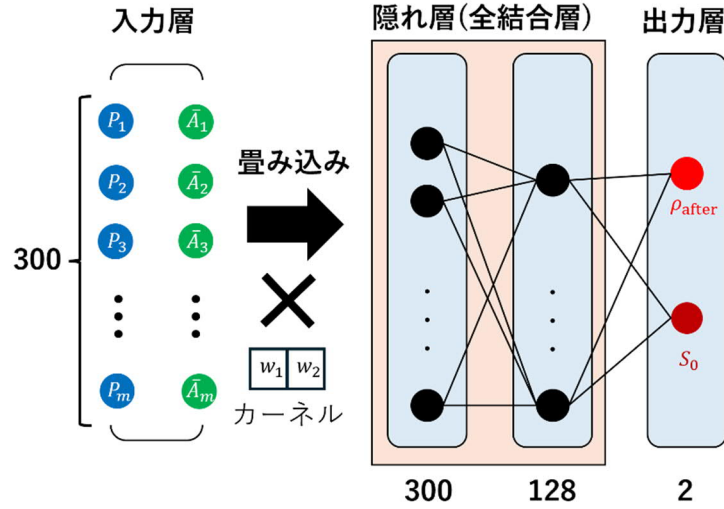 入力層
隠れ層(全結合層)
出力層
P₁ Ā₁
P₂ Ā₂
P₃ Ā₃
Pₘ Āₘ
300
畳み込み
w₁ w₂
カーネル
ρ_after
S₀
300 128 2